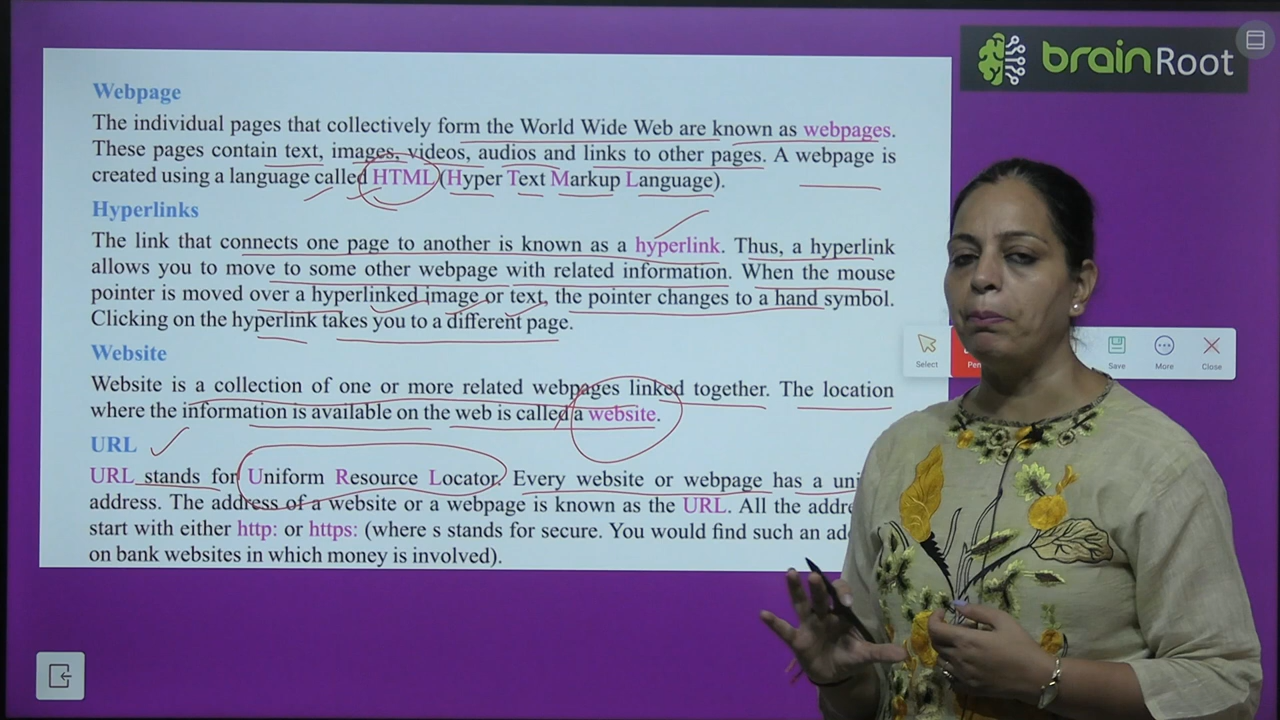 brainRoot
Webpage
The individual pages that collectively form the World Wide Web are known as webpages.
These pages contain text, images, videos, audios and links to other pages. A webpage is
created using a language called HTML (Hyper Text Markup Language).
Hyperlinks
The link that connects one page to another is known as a hyperlink. Thus, a hyperlink
allows you to move to some other webpage with related information. When the mouse
pointer is moved over a hyperlinked image or text, the pointer changes to a hand symbol.
Clicking on the hyperlink takes you to a different page.
Website
Website is a collection of one or more related webpages linked together. The location
where the information is available on the web is called a website.
URL
URL stands for Uniform Resource Locator. Every website or webpage has a
address. The address of a website or a webpage is known as the URL. All the
start with either http: or https: (where s stands for secure. You would find such an
on bank websites in which money is involved).
Select
Save
More
Close